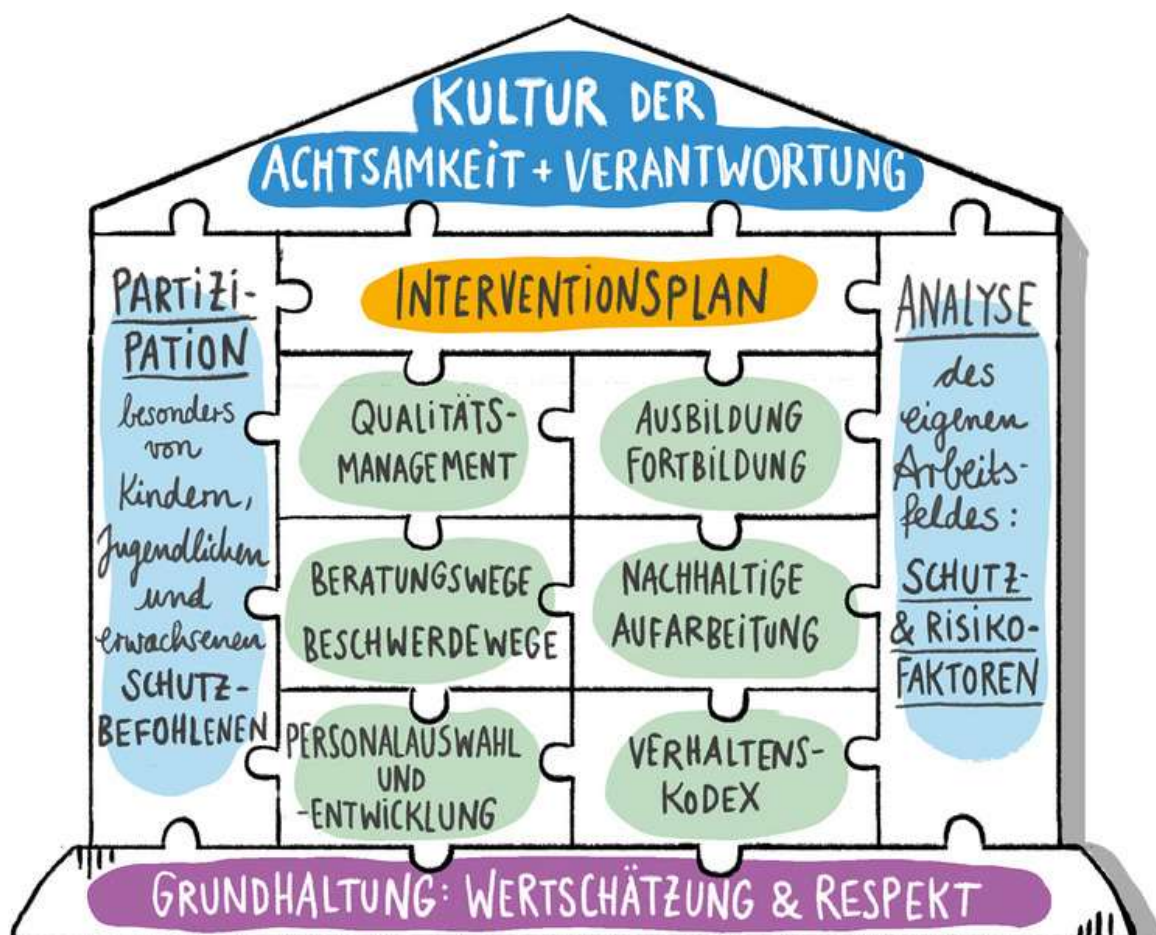 KULTUR DER
ACHTSAMKEIT + VERANTWORTUNG
PARTIZI-
PATION
besonders
von
Kindern,
Jugendlichen
und
erwachsenen
SCHUTZ-
BEFOHLENEN
INTERVENTIONSPLAN
QUALITÄTS-
MANAGEMENT
AUSBILDUNG
FORTBILDUNG
BERATUNGSWEGE
BESCHWERDEWEGE
NACHHALTIGE
AUFARBEITUNG
PERSONALAUSWAHL
UND
-ENTWICKLUNG
VERHALTENS-
KODEX
ANALYSE
des
eigenen
Arbeits-
feldes:
SCHUTZ-
& RISIKO-
FAKTOREN
GRUNDHALTUNG: WERTSCHÄTZUNG & RESPEKT